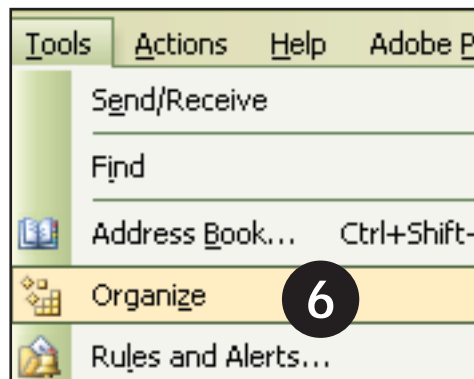 Tools Actions Help Adobe P
Send/Receive
Find
Address Book... Ctrl+Shift-
Organize 6
Rules and Alerts...